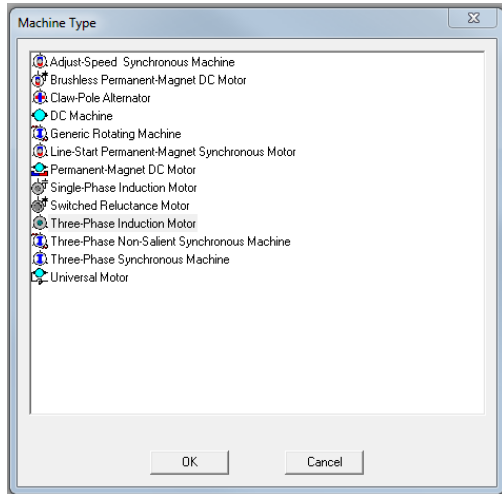 Machine Type
Adjust-Speed  Synchronous Machine
Brushless Permanent-Magnet DC Motor
Claw-Pole Alternator
DC Machine
Generic Rotating Machine
Line-Start Permanent-Magnet Synchronous Motor
Permanent-Magnet DC Motor
Single-Phase Induction Motor
Switched Reluctance Motor
Three-Phase Induction Motor
Three-Phase Non-Salient Synchronous Machine
Three-Phase Synchronous Machine
Universal Motor
OK Cancel